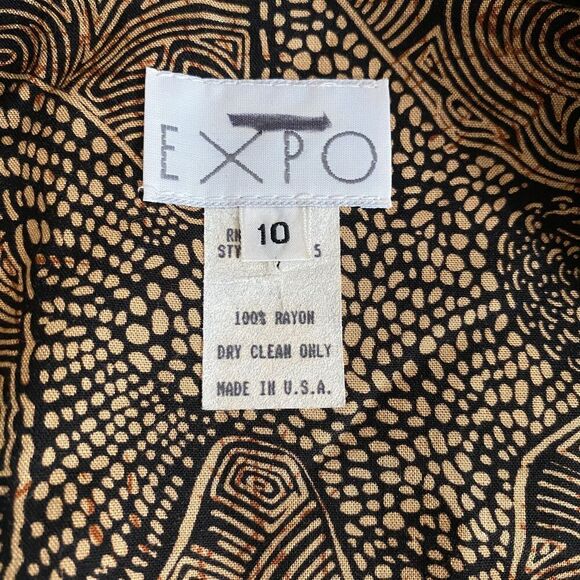 EXPO
10
RN
STY 5
100% RAYON
DRY CLEAN ONLY
MADE IN U.S.A.